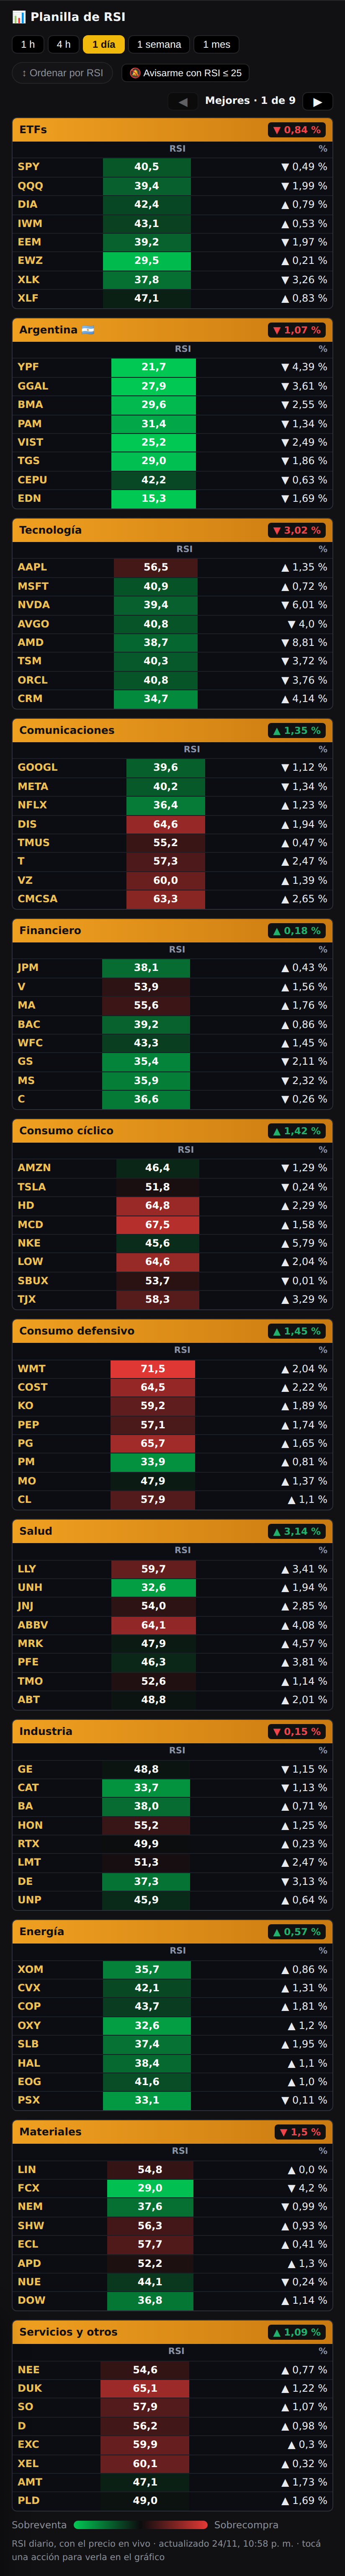 📊 Planilla de RSI
1 h 4 h 1 día 1 semana 1 mes
↕ Ordenar por RSI 🔕 Avisarme con RSI ≤ 25
◀ Mejores · 1 de 9 ▶
ETFs ▼ 0,84 %
RSI %
SPY 40,5 ▼ 0,49 %
QQQ 39,4 ▼ 1,99 %
DIA 42,4 ▲ 0,79 %
IWM 43,1 ▲ 0,53 %
EEM 39,2 ▼ 1,97 %
EWZ 29,5 ▲ 0,21 %
XLK 37,8 ▼ 3,26 %
XLF 47,1 ▲ 0,83 %
Argentina 🇦🇷 ▼ 1,07 %
RSI %
YPF 21,7 ▼ 4,39 %
GGAL 27,9 ▼ 3,61 %
BMA 29,6 ▼ 2,55 %
PAM 31,4 ▼ 1,34 %
VIST 25,2 ▼ 2,49 %
TGS 29,0 ▼ 1,86 %
CEPU 42,2 ▼ 0,63 %
EDN 15,3 ▼ 1,69 %
Tecnología ▼ 3,02 %
RSI %
AAPL 56,5 ▲ 1,35 %
MSFT 40,9 ▲ 0,72 %
NVDA 39,4 ▼ 6,01 %
AVGO 40,8 ▼ 4,0 %
AMD 38,7 ▼ 8,81 %
TSM 40,3 ▼ 3,72 %
ORCL 40,8 ▼ 3,76 %
CRM 34,7 ▲ 4,14 %
Comunicaciones ▲ 1,35 %
RSI %
GOOGL 39,6 ▼ 1,12 %
META 40,2 ▼ 1,34 %
NFLX 36,4 ▲ 1,23 %
DIS 64,6 ▲ 1,94 %
TMUS 55,2 ▲ 0,47 %
T 57,3 ▲ 2,47 %
VZ 60,0 ▲ 1,39 %
CMCSA 63,3 ▲ 2,65 %
Financiero ▲ 0,18 %
RSI %
JPM 38,1 ▲ 0,43 %
V 53,9 ▲ 1,56 %
MA 55,6 ▲ 1,76 %
BAC 39,2 ▲ 0,86 %
WFC 43,3 ▲ 1,45 %
GS 35,4 ▼ 2,11 %
MS 35,9 ▼ 2,32 %
C 36,6 ▼ 0,26 %
Consumo cíclico ▲ 1,42 %
RSI %
AMZN 46,4 ▼ 1,29 %
TSLA 51,8 ▼ 0,24 %
HD 64,8 ▲ 2,29 %
MCD 67,5 ▲ 1,58 %
NKE 45,6 ▲ 5,79 %
LOW 64,6 ▲ 2,04 %
SBUX 53,7 ▼ 0,01 %
TJX 58,3 ▲ 3,29 %
Consumo defensivo ▲ 1,45 %
RSI %
WMT 71,5 ▲ 2,04 %
COST 64,5 ▲ 2,22 %
KO 59,2 ▲ 1,89 %
PEP 57,1 ▲ 1,74 %
PG 65,7 ▲ 1,65 %
PM 33,9 ▲ 0,81 %
MO 47,9 ▲ 1,37 %
CL 57,9 ▲ 1,1 %
Salud ▲ 3,14 %
RSI %
LLY 59,7 ▲ 3,41 %
UNH 32,6 ▲ 1,94 %
JNJ 54,0 ▲ 2,85 %
ABBV 64,1 ▲ 4,08 %
MRK 47,9 ▲ 4,57 %
PFE 46,3 ▲ 3,81 %
TMO 52,6 ▲ 1,14 %
ABT 48,8 ▲ 2,01 %
Industria ▼ 0,15 %
RSI %
GE 48,8 ▼ 1,15 %
CAT 33,7 ▼ 1,13 %
BA 38,0 ▲ 0,71 %
HON 55,2 ▲ 1,25 %
RTX 49,9 ▲ 0,23 %
LMT 51,3 ▲ 2,47 %
DE 37,3 ▼ 3,13 %
UNP 45,9 ▲ 0,64 %
Energía ▲ 0,57 %
RSI %
XOM 35,7 ▲ 0,86 %
CVX 42,1 ▲ 1,31 %
COP 43,7 ▲ 1,81 %
OXY 32,6 ▲ 1,2 %
SLB 37,4 ▲ 1,95 %
HAL 38,4 ▲ 1,1 %
EOG 41,6 ▲ 1,0 %
PSX 33,1 ▼ 0,11 %
Materiales ▼ 1,5 %
RSI %
LIN 54,8 ▲ 0,0 %
FCX 29,0 ▼ 4,2 %
NEM 37,6 ▼ 0,99 %
SHW 56,3 ▲ 0,93 %
ECL 57,7 ▲ 0,41 %
APD 52,2 ▲ 1,3 %
NUE 44,1 ▼ 0,24 %
DOW 36,8 ▲ 1,14 %
Servicios y otros ▲ 1,09 %
RSI %
NEE 54,6 ▲ 0,77 %
DUK 65,1 ▲ 1,22 %
SO 57,9 ▲ 1,07 %
D 56,2 ▲ 0,98 %
EXC 59,9 ▲ 0,3 %
XEL 60,1 ▲ 0,32 %
AMT 47,1 ▲ 1,73 %
PLD 49,0 ▲ 1,69 %
Sobreventa Sobrecompra
RSI diario, con el precio en vivo · actualizado 24/11, 10:58 p. m. · tocá
una acción para verla en el gráfico